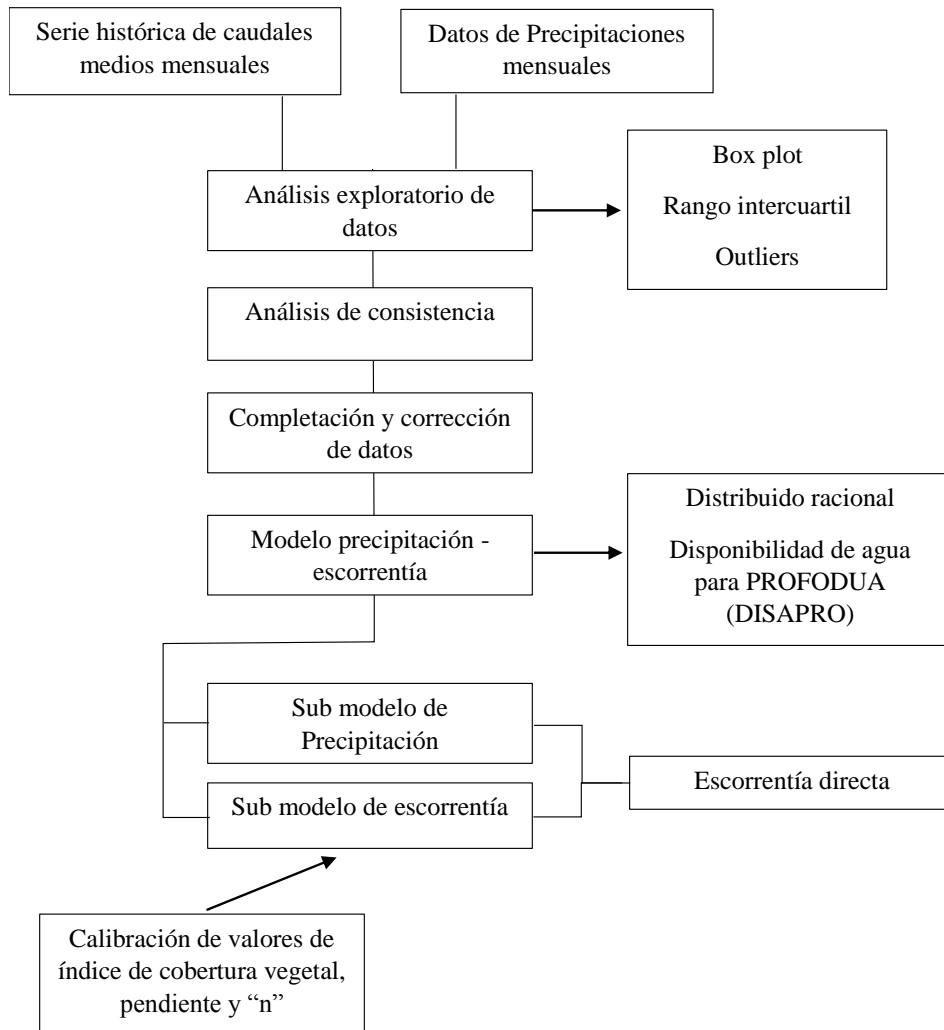 Serie histórica de caudales
medios mensuales
Datos de Precipitaciones
mensuales
Análisis exploratorio de
datos
Box plot
Rango intercuartil
Outliers
Análisis de consistencia
Completación y corrección
de datos
Modelo precipitación -
escorrentía
Distribuido racional
Disponibilidad de agua
para PROFODUA
(DISAPRO)
Sub modelo de
Precipitación
Sub modelo de escorrentía
Escorrentía directa
Calibración de valores de
índice de cobertura vegetal,
pendiente y “n”